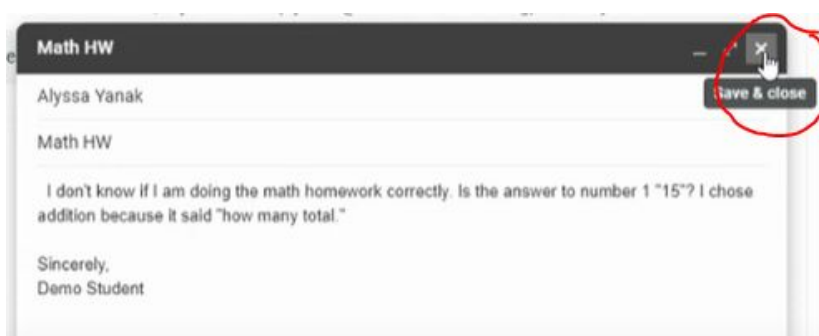 Math HW
Save & close
Alyssa Yanak
Math HW
I don't know if I am doing the math homework correctly. Is the answer to number 1 "15"? I chose
addition because it said "how many total."
Sincerely,
Demo Student